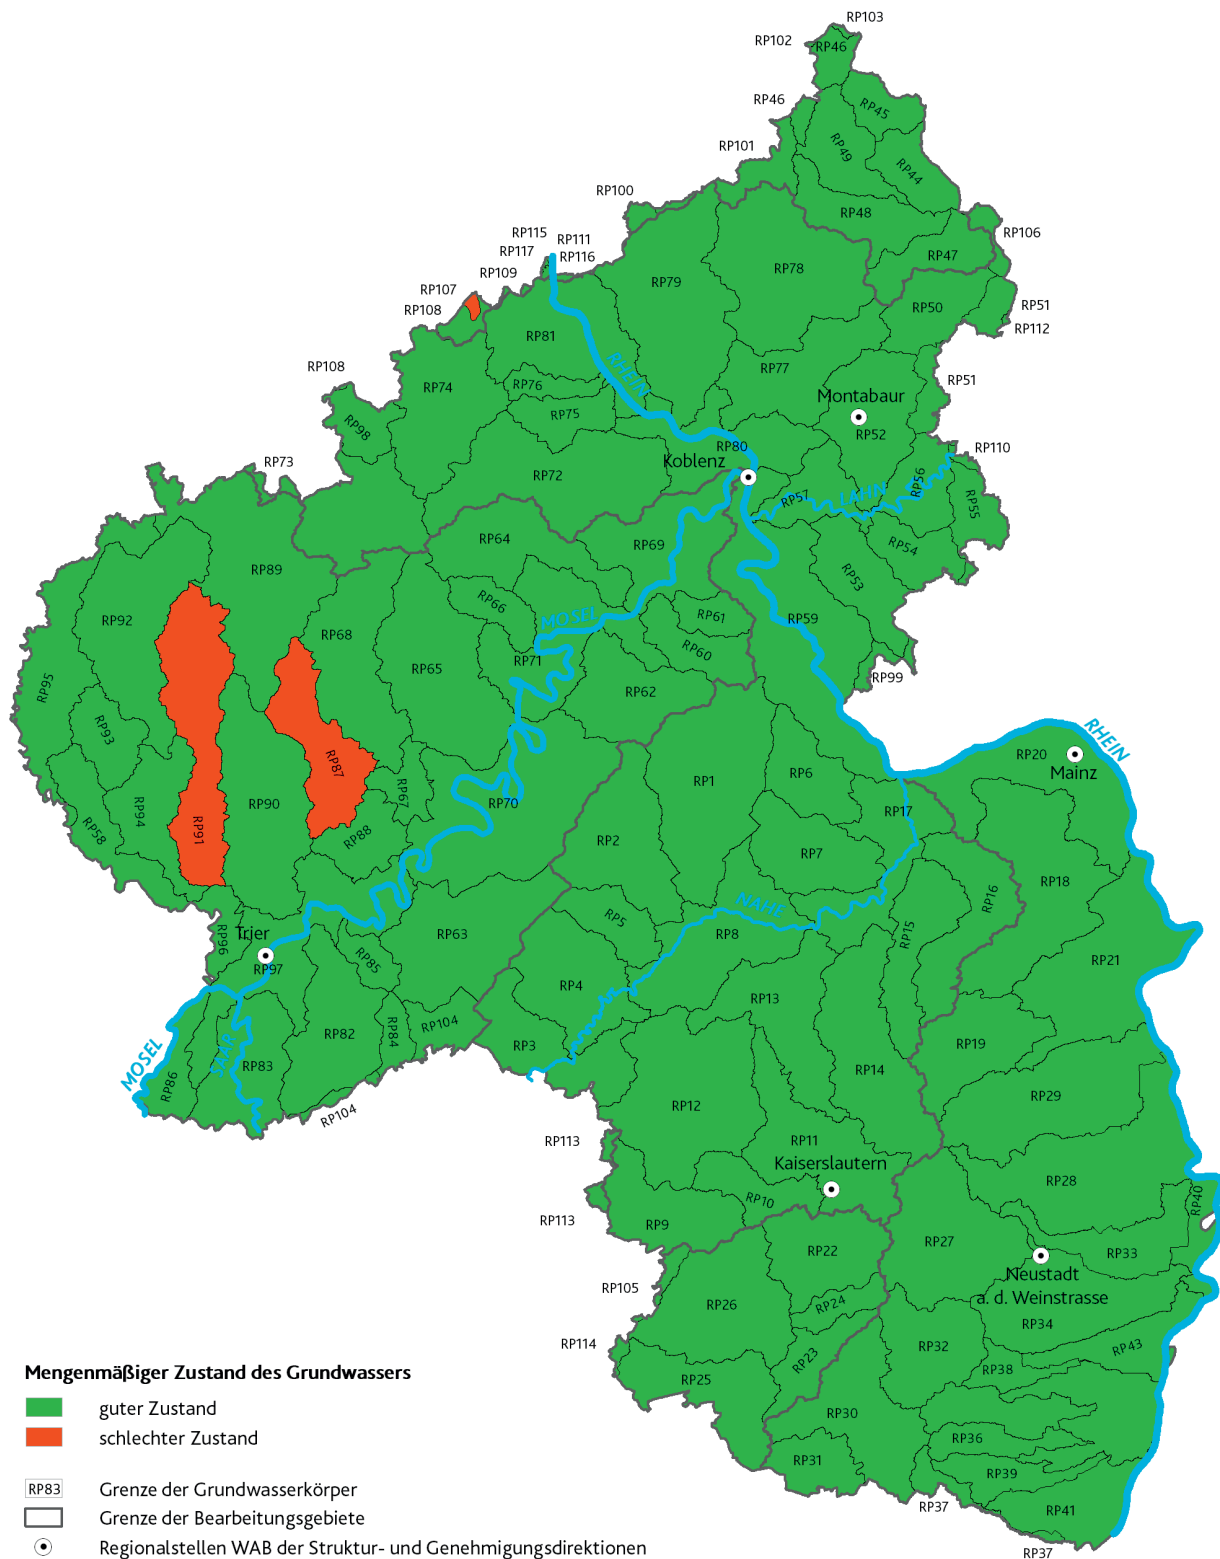 RP103
RP102
RP46
RP46
RP45
RP49
RP101
RP44
RP100
RP48
RP106
RP115
RP111
RP117
RP116
RP47
RP109
RP78
RP79
RP107
RP108
RP50
RP51
RP112
RP81
RHEIN
RP77
RP108
RP74
RP76
RP51
Montabaur
RP75
RP98
RP52
RP80
RP110
Koblenz
RP73
RP72
RP56
RP57
LAHN
RP55
RP64
RP69
RP54
RP89
RP53
RP66
RP92
MOSEL
RP61
RP59
RP68
RP60
RP65
RP71
RP99
RP95
RP62
RP93
RHEIN
RP20
Mainz
RP87
RP1
RP6
RP67
RP90
RP70
RP94
RP17
RP58
RP91
RP88
RP2
RP7
RP18
RP16
NAHE
RP5
Trier
RP96
RP63
RP8
RP15
RP97
RP85
RP21
RP4
RP13
RP104
RP82
RP84
RP3
RP19
MOSEL
SAAR
RP83
RP14
RP86
RP29
RP12
RP104
RP113
RP11
Kaiserslautern
RP28
RP10
RP40
RP113
RP9
RP22
RP27
RP33
Neustadt
a. d. Weinstrasse
RP105
RP26
RP24
RP34
RP114
RP32
RP43
RP23
RP38
RP25
RP30
RP36
RP31
RP39
RP37
RP41
RP37
Mengenmäßiger Zustand des Grundwassers
guter Zustand
schlechter Zustand
RP83 Grenze der Grundwasserkörper
Grenze der Bearbeitungsgebiete
Regionalstellen WAB der Struktur- und Genehmigungsdirektionen